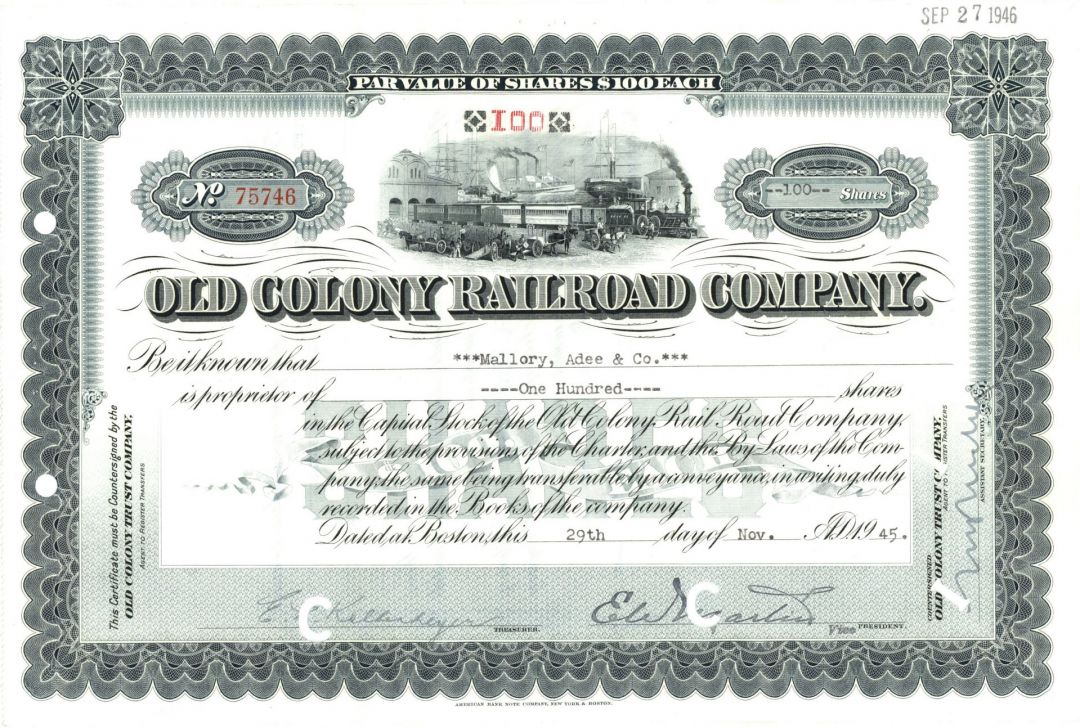 SEP 27 1946
PAR VALUE OF SHARES $100 EACH
100
No. 75746
--100-- Shares
OLD COLONY RAILROAD COMPANY.
Be it known that ***Mallory, Adee & Co.***
is proprietor of ----One Hundred---- shares
in the Capital Stock of the Old Colony Rail Road Company,
subject to the provisions of the Charter, and the By-Laws of the Com-
pany; the same being transferable by a conveyance, in writing, duly
recorded in the Books of the company.
Dated at Boston, this 29th day of Nov. A.D. 1945.
TREASURER.
Vice PRESIDENT.
This Certificate must be Countersigned by the
OLD COLONY TRUST COMPANY,
AGENT TO REGISTER TRANSFERS
COUNTERSIGNED:
OLD COLONY TRUST COMPANY,
AGENT TO REGISTER TRANSFERS
ASSISTANT SECRETARY.
AMERICAN BANK NOTE COMPANY, NEW YORK & BOSTON.